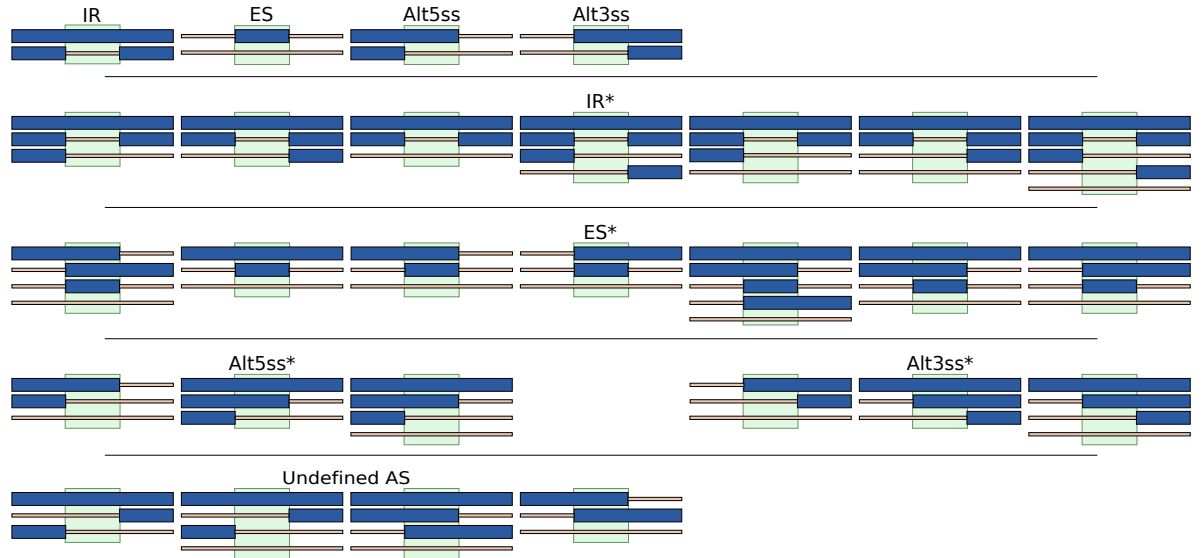 IR ES Alt5ss Alt3ss
IR*
ES*
Alt5ss* Alt3ss*
Undefined AS